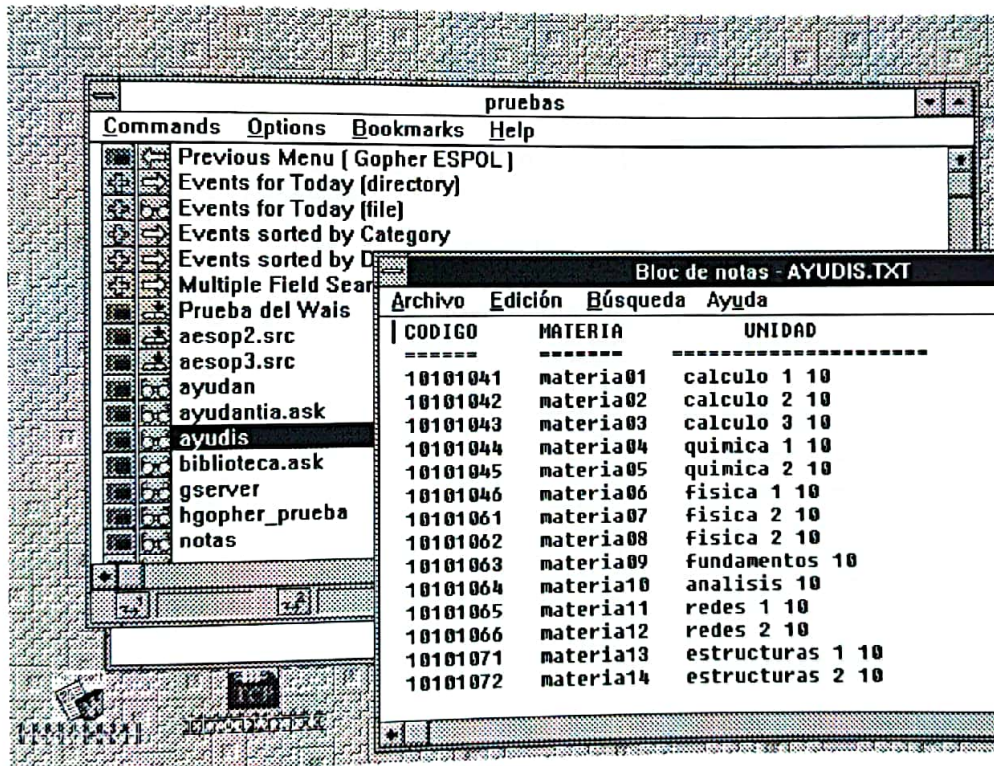 pruebas
Commands Options Bookmarks Help
Previous Menu ( Gopher ESPOL )
Events for Today (directory)
Events for Today (file)
Events sorted by Category
Events sorted by D
Multiple Field Sear
Prueba del Wais
aesop2.src
aesop3.src
ayudan
ayudantia.ask
ayudis
biblioteca.ask
gserver
hgopher_prueba
notas
Bloc de notas - AYUDIS.TXT
Archivo Edición Búsqueda Ayuda
CODIGO MATERIA UNIDAD
====== ======= =====================
10101041 materia01 calculo 1 10
10101042 materia02 calculo 2 10
10101043 materia03 calculo 3 10
10101044 materia04 quimica 1 10
10101045 materia05 quimica 2 10
10101046 materia06 fisica 1 10
10101061 materia07 fisica 2 10
10101062 materia08 fisica 2 10
10101063 materia09 fundamentos 10
10101064 materia10 analisis 10
10101065 materia11 redes 1 10
10101066 materia12 redes 2 10
10101071 materia13 estructuras 1 10
10101072 materia14 estructuras 2 10